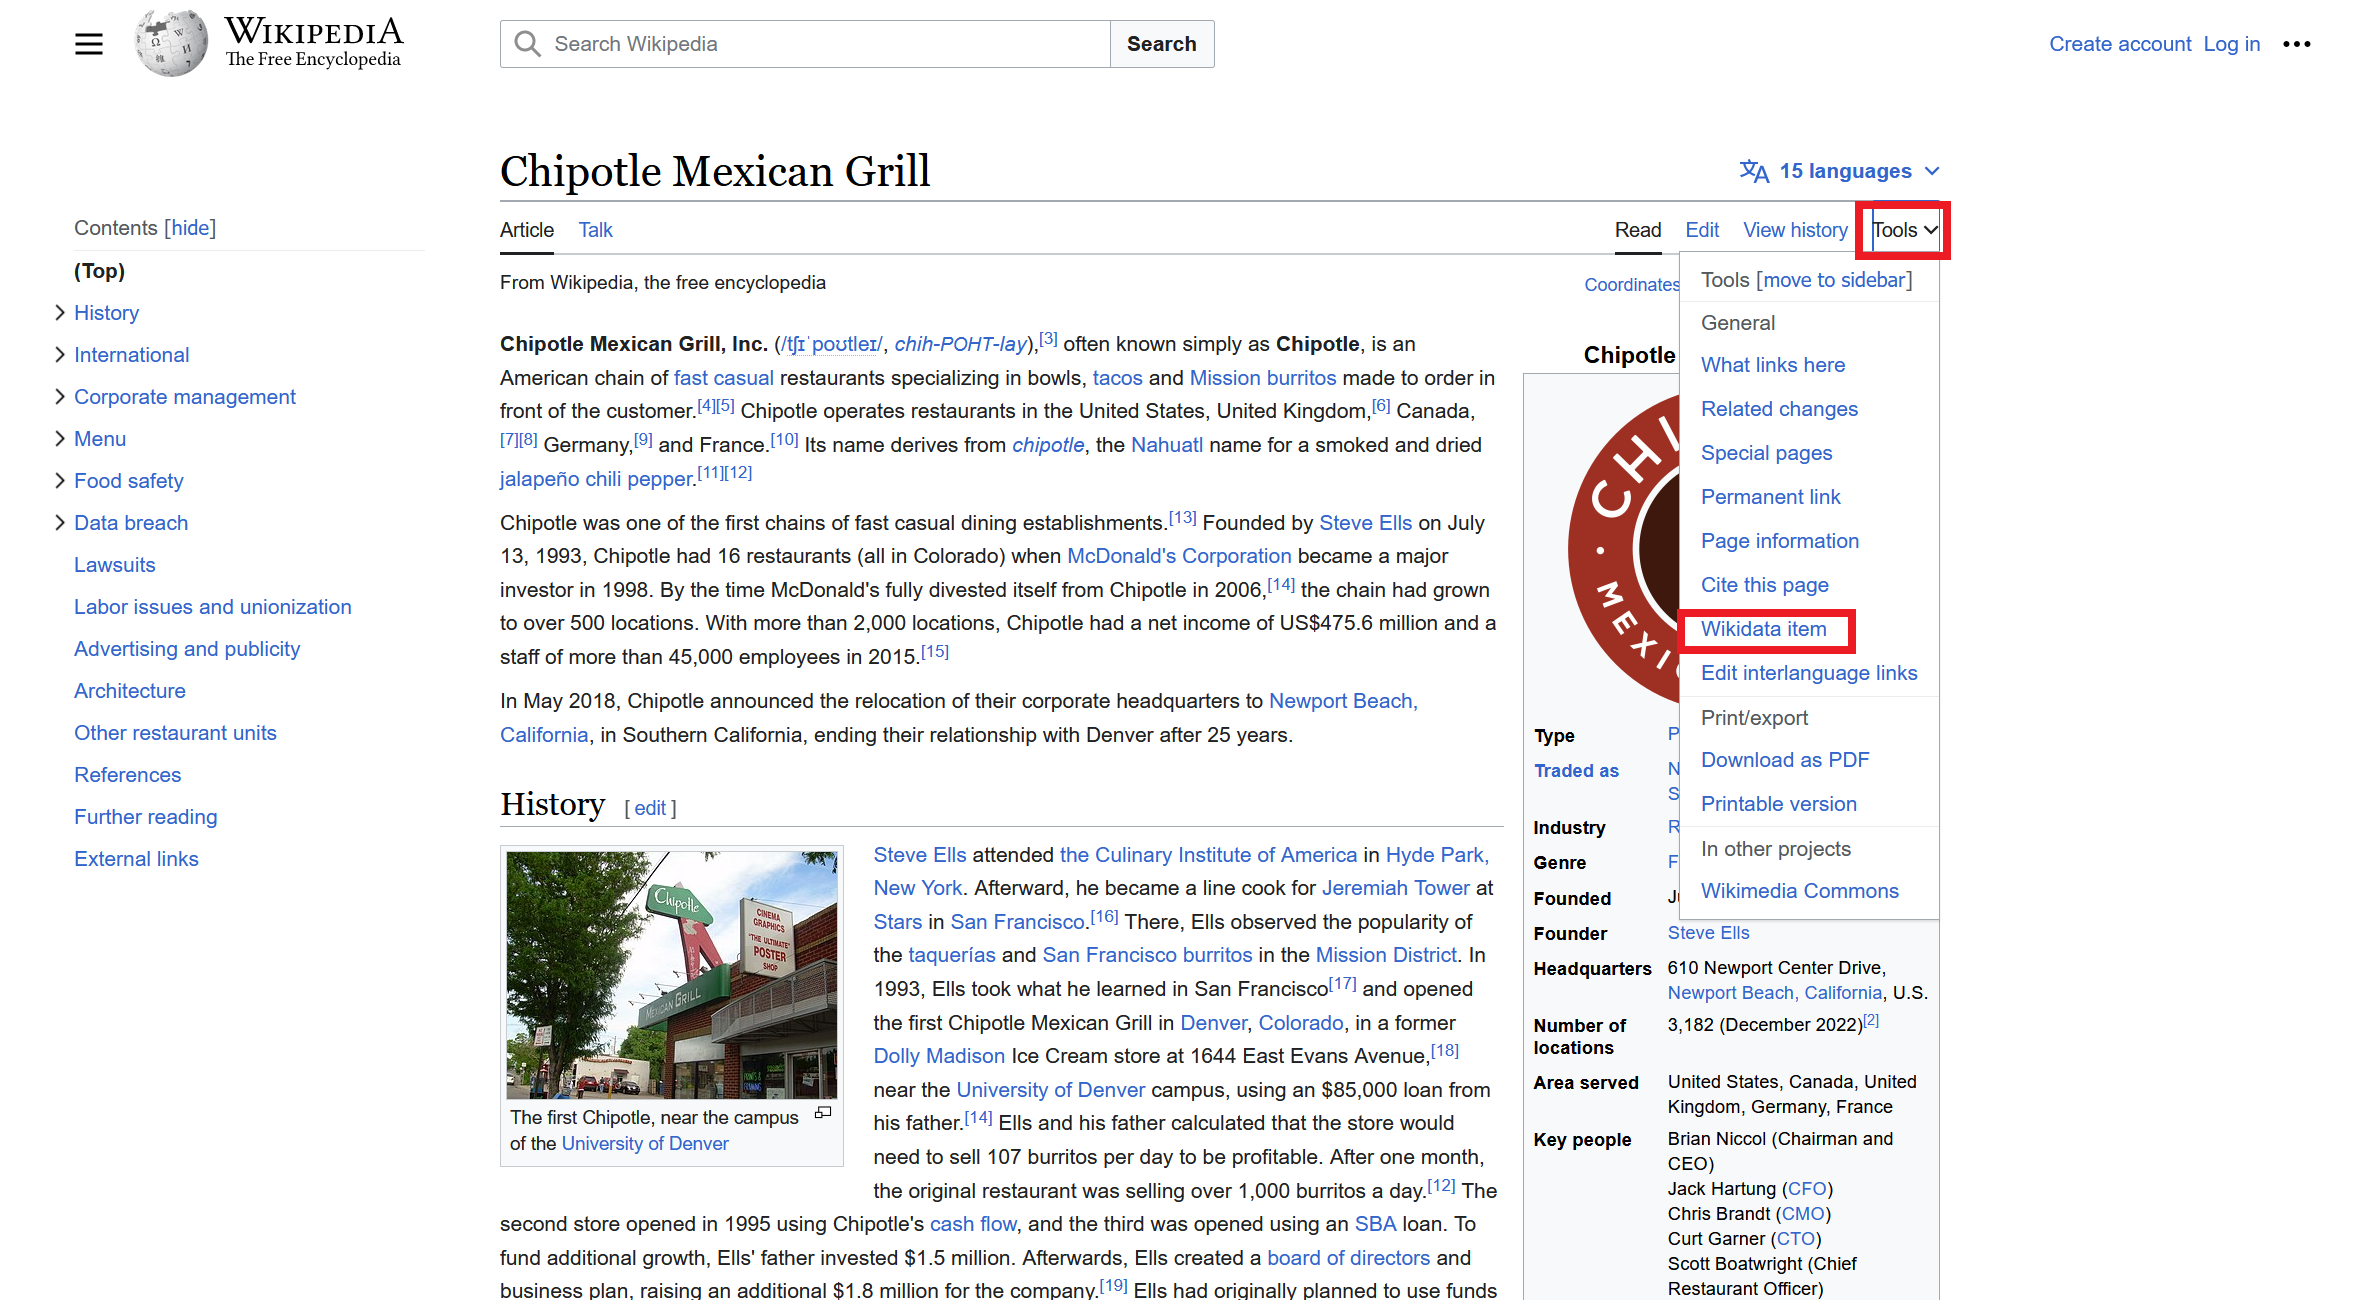 WIKIPEDIA
The Free Encyclopedia
Search Wikipedia
Search
Create account Log in
Chipotle Mexican Grill
15 languages
Contents [hide]
(Top)
History
International
Corporate management
Menu
Food safety
Data breach
Lawsuits
Labor issues and unionization
Advertising and publicity
Architecture
Other restaurant units
References
Further reading
External links
Article Talk
Read Edit View history Tools
From Wikipedia, the free encyclopedia
Coordinates
Chipotle Mexican Grill, Inc. (/tʃɪˈpoʊtleɪ/, chih-POHT-lay),[3] often known simply as Chipotle, is an
American chain of fast casual restaurants specializing in bowls, tacos and Mission burritos made to order in
front of the customer.[4][5] Chipotle operates restaurants in the United States, United Kingdom,[6] Canada,
[7][8] Germany,[9] and France.[10] Its name derives from chipotle, the Nahuatl name for a smoked and dried
jalapeño chili pepper.[11][12]
Chipotle was one of the first chains of fast casual dining establishments.[13] Founded by Steve Ells on July
13, 1993, Chipotle had 16 restaurants (all in Colorado) when McDonald's Corporation became a major
investor in 1998. By the time McDonald's fully divested itself from Chipotle in 2006,[14] the chain had grown
to over 500 locations. With more than 2,000 locations, Chipotle had a net income of US$475.6 million and a
staff of more than 45,000 employees in 2015.[15]
In May 2018, Chipotle announced the relocation of their corporate headquarters to Newport Beach,
California, in Southern California, ending their relationship with Denver after 25 years.
History [ edit ]
Chipotle
MEXICAN GRILL
CINEMA
GRAPHICS
"THE ULTIMATE"
POSTER
SHOP
The first Chipotle, near the campus
of the University of Denver
Steve Ells attended the Culinary Institute of America in Hyde Park,
New York. Afterward, he became a line cook for Jeremiah Tower at
Stars in San Francisco.[16] There, Ells observed the popularity of
the taquerías and San Francisco burritos in the Mission District. In
1993, Ells took what he learned in San Francisco[17] and opened
the first Chipotle Mexican Grill in Denver, Colorado, in a former
Dolly Madison Ice Cream store at 1644 East Evans Avenue,[18]
near the University of Denver campus, using an $85,000 loan from
his father.[14] Ells and his father calculated that the store would
need to sell 107 burritos per day to be profitable. After one month,
the original restaurant was selling over 1,000 burritos a day.[12] The
second store opened in 1995 using Chipotle's cash flow, and the third was opened using an SBA loan. To
fund additional growth, Ells' father invested $1.5 million. Afterwards, Ells created a board of directors and
business plan, raising an additional $1.8 million for the company.[19] Ells had originally planned to use funds
Tools [move to sidebar]
General
What links here
Related changes
Special pages
Permanent link
Page information
Cite this page
Wikidata item
Edit interlanguage links
Print/export
Download as PDF
Printable version
In other projects
Wikimedia Commons
Chipotle
CHI
MEXI
Type P
Traded as N
S
Industry R
Genre F
Founded Ju
Founder Steve Ells
Headquarters 610 Newport Center Drive,
Newport Beach, California, U.S.
Number of locations 3,182 (December 2022)[2]
Area served United States, Canada, United
Kingdom, Germany, France
Key people Brian Niccol (Chairman and
CEO)
Jack Hartung (CFO)
Chris Brandt (CMO)
Curt Garner (CTO)
Scott Boatwright (Chief
Restaurant Officer)